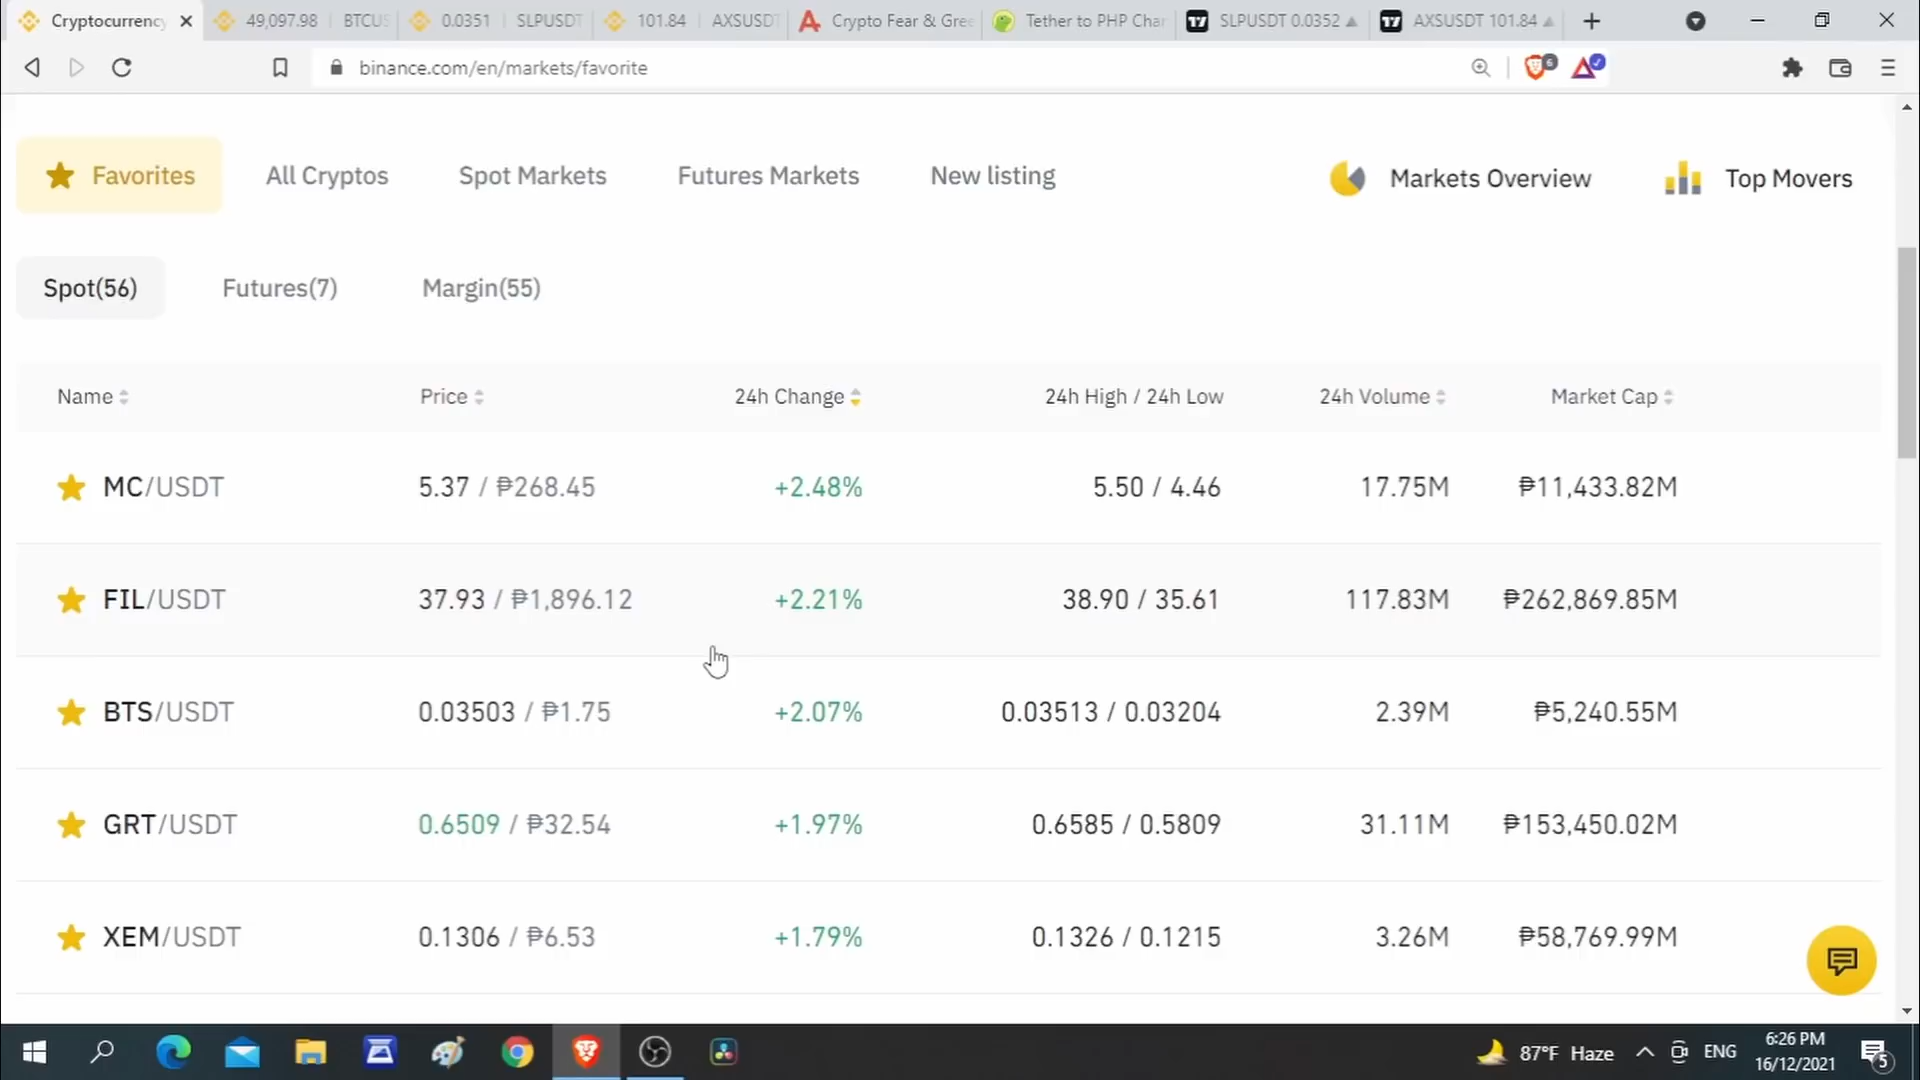 Cryptocurrency 49,097.98 | BTCUS 0.0351 | SLPUSDT 101.84 | AXSUSDT Crypto Fear & Gree Tether to PHP Char SLPUSDT 0.0352 ▲ AXSUSDT 101.84 ▲
binance.com/en/markets/favorite 6
Favorites All Cryptos Spot Markets Futures Markets New listing Markets Overview Top Movers
Spot(56) Futures(7) Margin(55)
Name Price 24h Change 24h High / 24h Low 24h Volume Market Cap
MC/USDT 5.37 / ₱268.45 +2.48% 5.50 / 4.46 17.75M ₱11,433.82M
FIL/USDT 37.93 / ₱1,896.12 +2.21% 38.90 / 35.61 117.83M ₱262,869.85M
BTS/USDT 0.03503 / ₱1.75 +2.07% 0.03513 / 0.03204 2.39M ₱5,240.55M
GRT/USDT 0.6509 / ₱32.54 +1.97% 0.6585 / 0.5809 31.11M ₱153,450.02M
XEM/USDT 0.1306 / ₱6.53 +1.79% 0.1326 / 0.1215 3.26M ₱58,769.99M
87°F Haze ENG 6:26 PM
16/12/2021 5